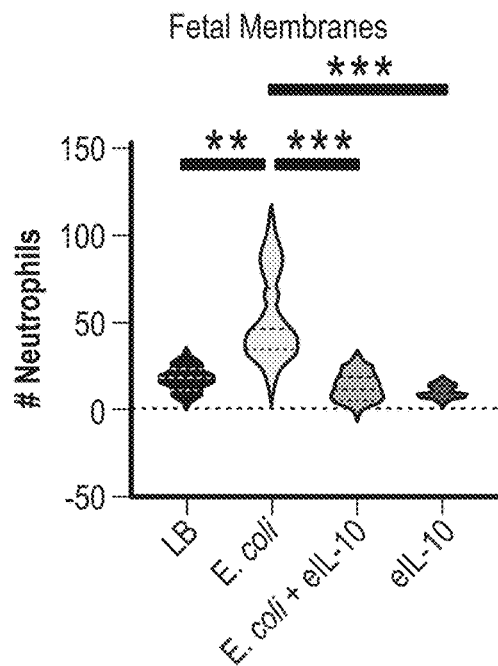 Fetal Membranes
***
** ***
150
100
50
0
-50
# Neutrophils
LB
E. coli
E. coli + eIL-10
eIL-10